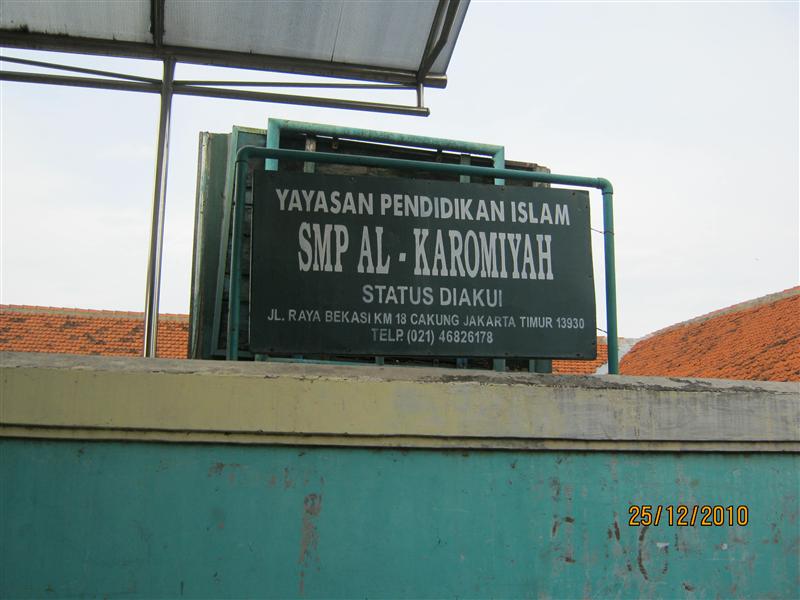 YAYASAN PENDIDIKAN ISLAM
SMP AL - KAROMIYAH
STATUS DIAKUI
JL. RAYA BEKASI KM 18 CAKUNG JAKARTA TIMUR 13930
TELP. (021) 46826178
25/12/2010